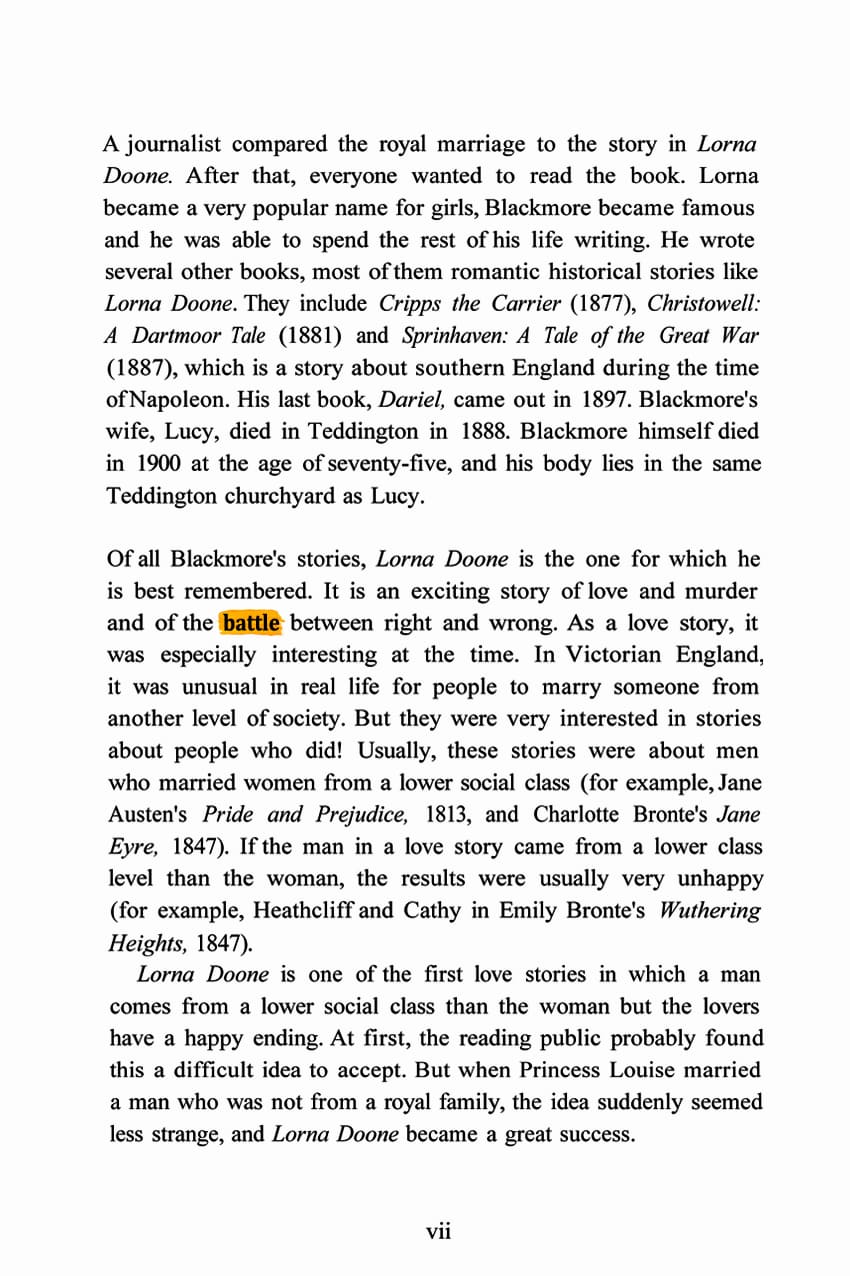 A journalist compared the royal marriage to the story in Lorna
Doone. After that, everyone wanted to read the book. Lorna
became a very popular name for girls, Blackmore became famous
and he was able to spend the rest of his life writing. He wrote
several other books, most of them romantic historical stories like
Lorna Doone. They include Cripps the Carrier (1877), Christowell:
A Dartmoor Tale (1881) and Sprinhaven: A Tale of the Great War
(1887), which is a story about southern England during the time
of Napoleon. His last book, Dariel, came out in 1897. Blackmore's
wife, Lucy, died in Teddington in 1888. Blackmore himself died
in 1900 at the age of seventy-five, and his body lies in the same
Teddington churchyard as Lucy.
Of all Blackmore's stories, Lorna Doone is the one for which he
is best remembered. It is an exciting story of love and murder
and of the battle between right and wrong. As a love story, it
was especially interesting at the time. In Victorian England,
it was unusual in real life for people to marry someone from
another level of society. But they were very interested in stories
about people who did! Usually, these stories were about men
who married women from a lower social class (for example, Jane
Austen's Pride and Prejudice, 1813, and Charlotte Bronte's Jane
Eyre, 1847). If the man in a love story came from a lower class
level than the woman, the results were usually very unhappy
(for example, Heathcliff and Cathy in Emily Bronte's Wuthering
Heights, 1847).
Lorna Doone is one of the first love stories in which a man
comes from a lower social class than the woman but the lovers
have a happy ending. At first, the reading public probably found
this a difficult idea to accept. But when Princess Louise married
a man who was not from a royal family, the idea suddenly seemed
less strange, and Lorna Doone became a great success.
vii